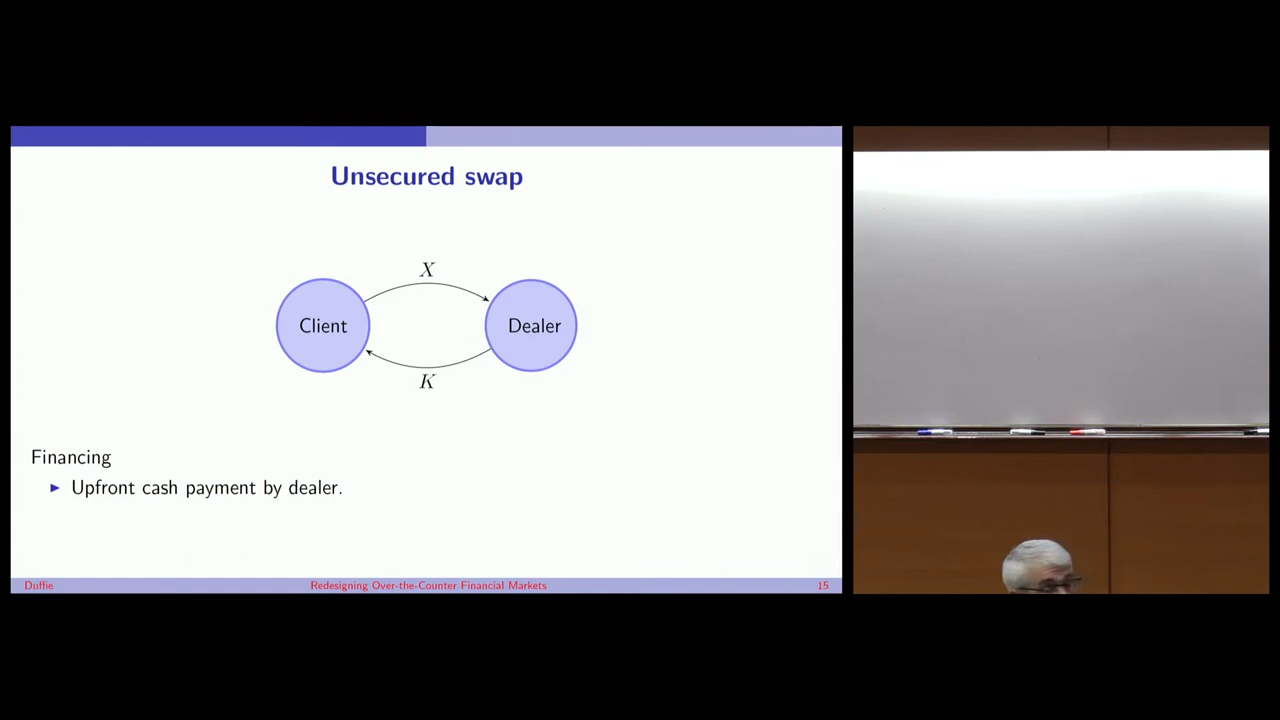 Unsecured swap
X
Client
Dealer
K
Financing
Upfront cash payment by dealer.
Duffie
Redesigning Over-the-Counter Financial Markets
15